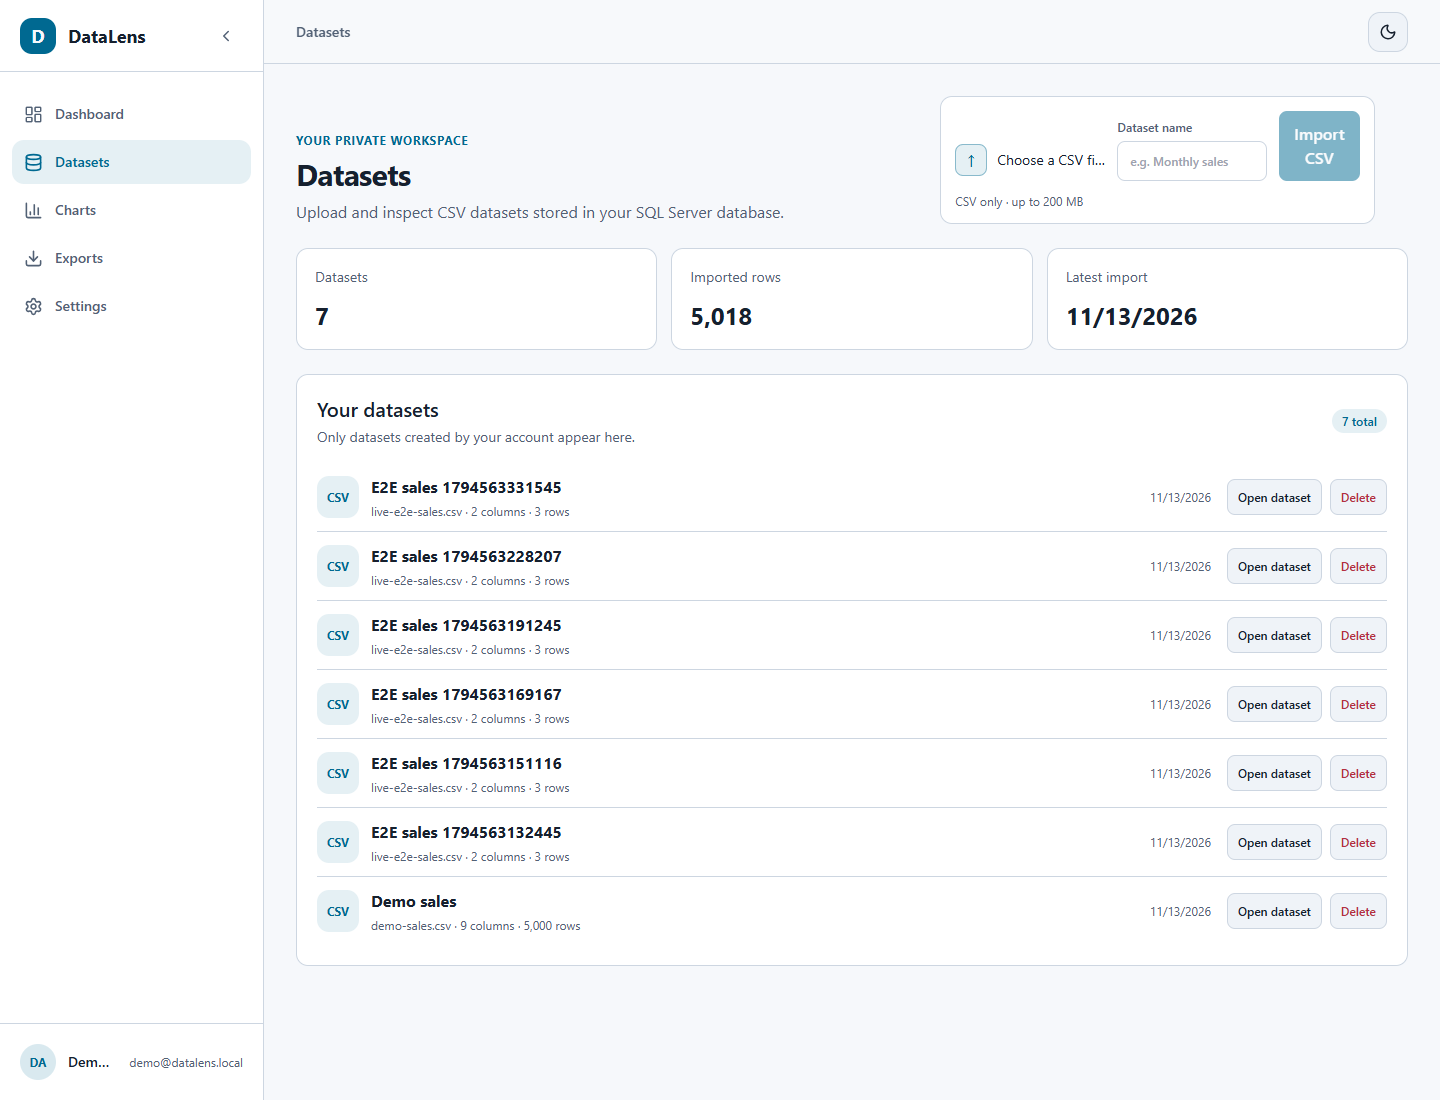 D DataLens
Dashboard
Datasets
Charts
Exports
Settings
DA Dem... demo@datalens.local
Datasets
YOUR PRIVATE WORKSPACE
Datasets
Upload and inspect CSV datasets stored in your SQL Server database.
↑ Choose a CSV fi...
Dataset name
e.g. Monthly sales
Import
CSV
CSV only · up to 200 MB
Datasets
7
Imported rows
5,018
Latest import
11/13/2026
Your datasets
Only datasets created by your account appear here.
7 total
CSV
E2E sales 1794563331545
live-e2e-sales.csv · 2 columns · 3 rows
11/13/2026 Open dataset Delete
CSV
E2E sales 1794563228207
live-e2e-sales.csv · 2 columns · 3 rows
11/13/2026 Open dataset Delete
CSV
E2E sales 1794563191245
live-e2e-sales.csv · 2 columns · 3 rows
11/13/2026 Open dataset Delete
CSV
E2E sales 1794563169167
live-e2e-sales.csv · 2 columns · 3 rows
11/13/2026 Open dataset Delete
CSV
E2E sales 1794563151116
live-e2e-sales.csv · 2 columns · 3 rows
11/13/2026 Open dataset Delete
CSV
E2E sales 1794563132445
live-e2e-sales.csv · 2 columns · 3 rows
11/13/2026 Open dataset Delete
CSV
Demo sales
demo-sales.csv · 9 columns · 5,000 rows
11/13/2026 Open dataset Delete